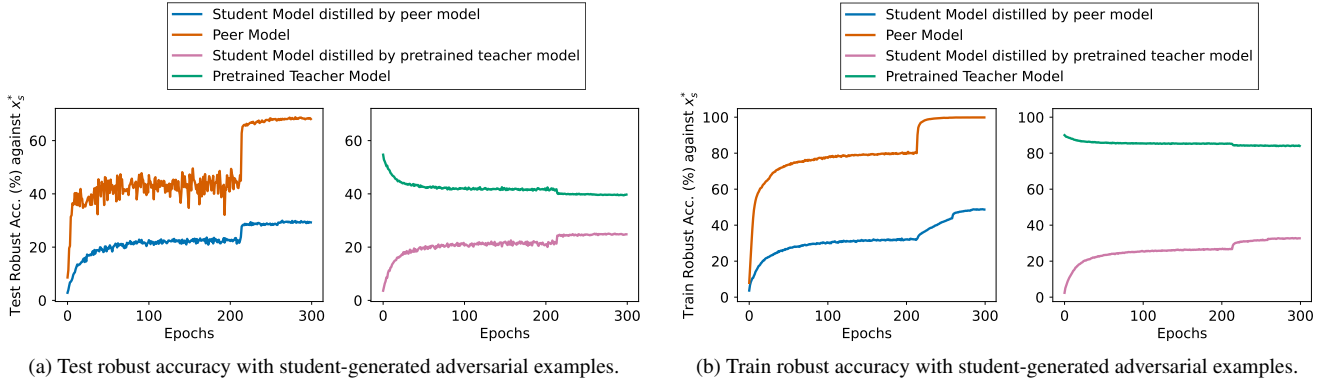 Student Model distilled by peer model
Peer Model
Student Model distilled by pretrained teacher model
Pretrained Teacher Model
Test Robust Acc. (%) against x*s
60
40
20
0
0 100 200 300
Epochs
60
40
20
0
0 100 200 300
Epochs
(a) Test robust accuracy with student-generated adversarial examples.
Student Model distilled by peer model
Peer Model
Student Model distilled by pretrained teacher model
Pretrained Teacher Model
Train Robust Acc. (%) against x*s
100
80
60
40
20
0
0 100 200 300
Epochs
100
80
60
40
20
0
0 100 200 300
Epochs
(b) Train robust accuracy with student-generated adversarial examples.